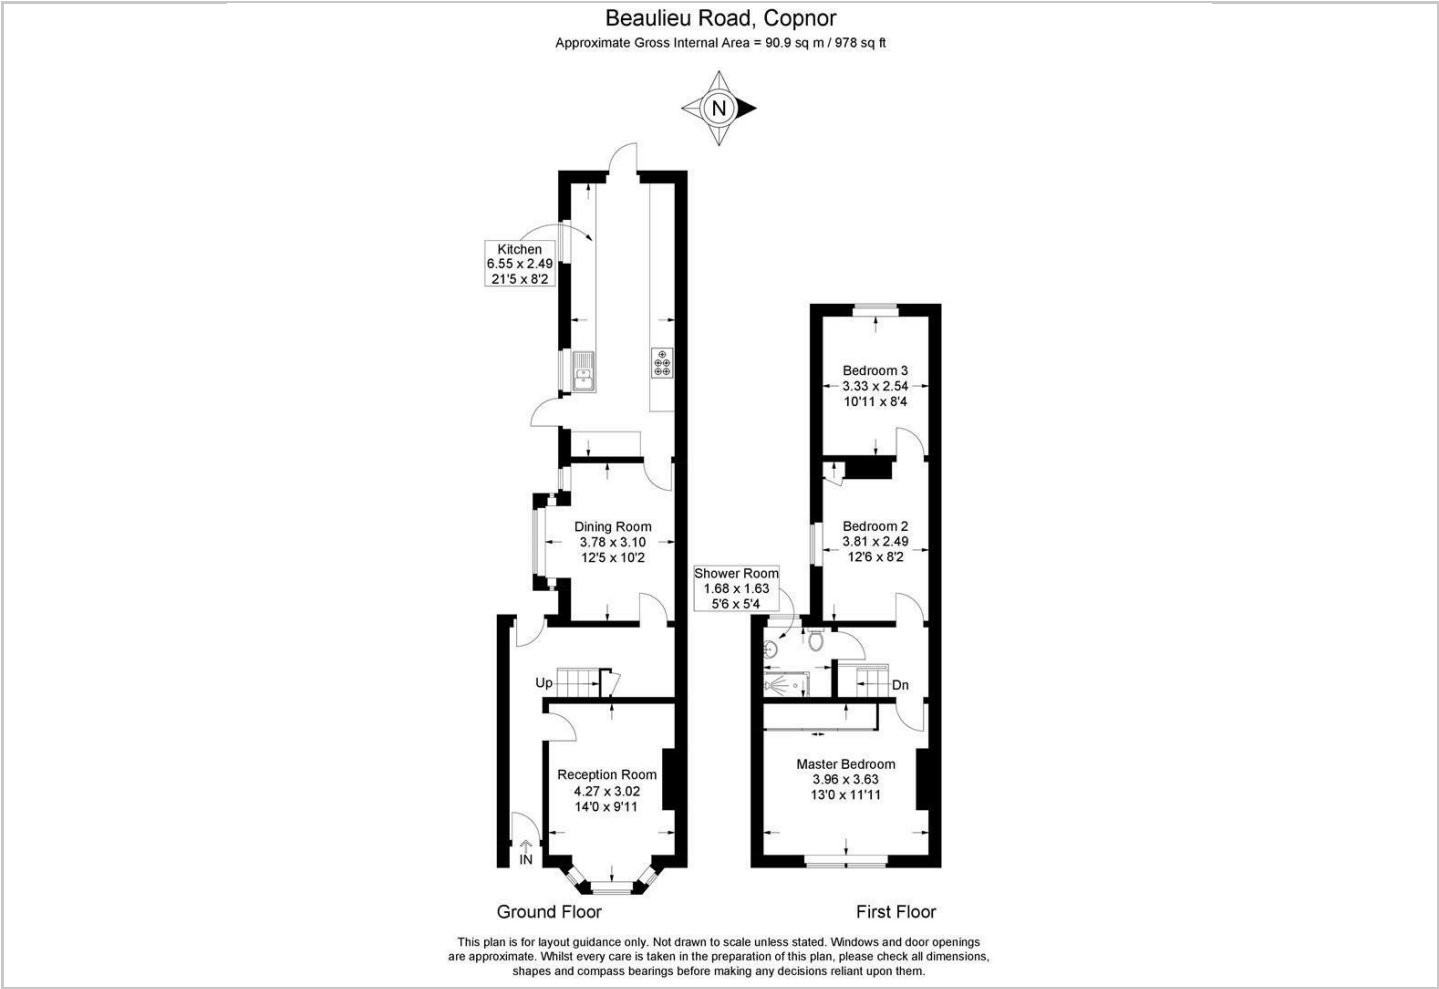 Beaulieu Road, Copnor
Approximate Gross Internal Area = 90.9 sq m / 978 sq ft
N
Kitchen
6.55 x 2.49
21'5 x 8'2
Dining Room
3.78 x 3.10
12'5 x 10'2
Up
Reception Room
4.27 x 3.02
14'0 x 9'11
IN
Ground Floor
Bedroom 3
3.33 x 2.54
10'11 x 8'4
Bedroom 2
3.81 x 2.49
12'6 x 8'2
Shower Room
1.68 x 1.63
5'6 x 5'4
Dn
Master Bedroom
3.96 x 3.63
13'0 x 11'11
First Floor
This plan is for layout guidance only. Not drawn to scale unless stated. Windows and door openings
are approximate. Whilst every care is taken in the preparation of this plan, please check all dimensions,
shapes and compass bearings before making any decisions reliant upon them.